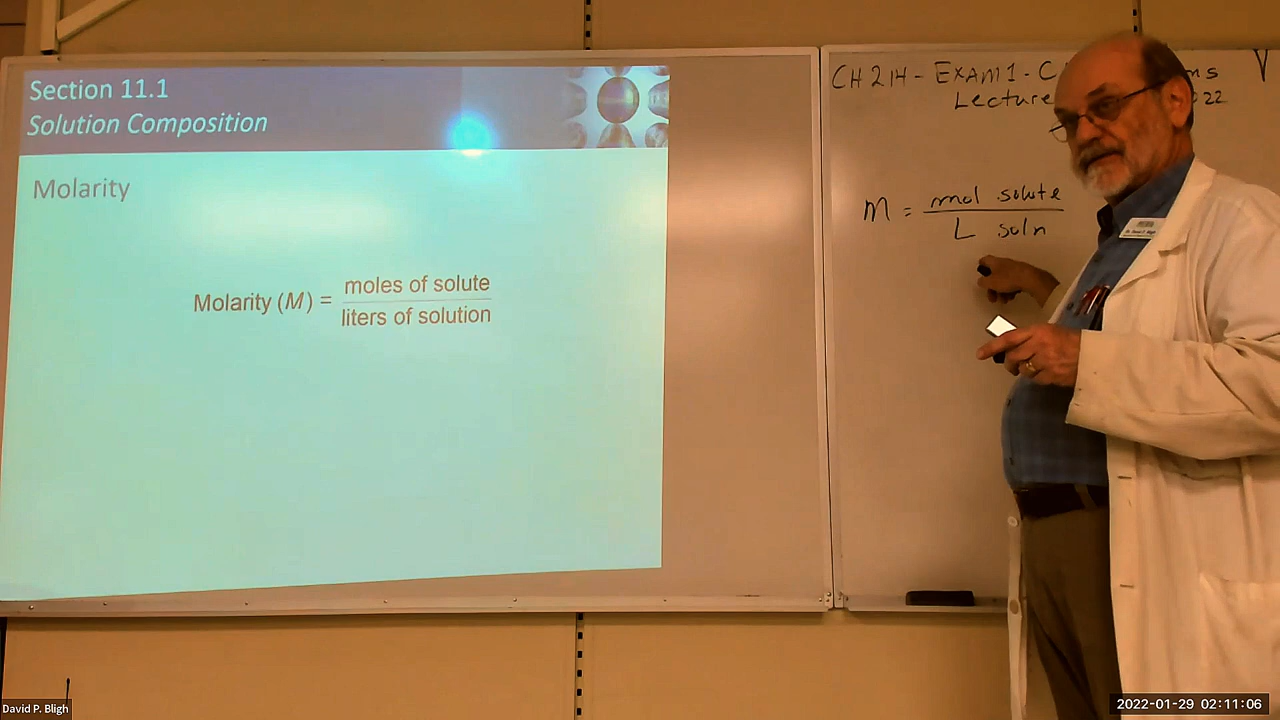 Section 11.1
Solution Composition
Molarity
Molarity (M) = moles of solute
liters of solution
CH 214 - EXAM 1 - C
Lecture 22
M = mol solute
L soln
David P. Bligh
2022-01-29 02:11:06